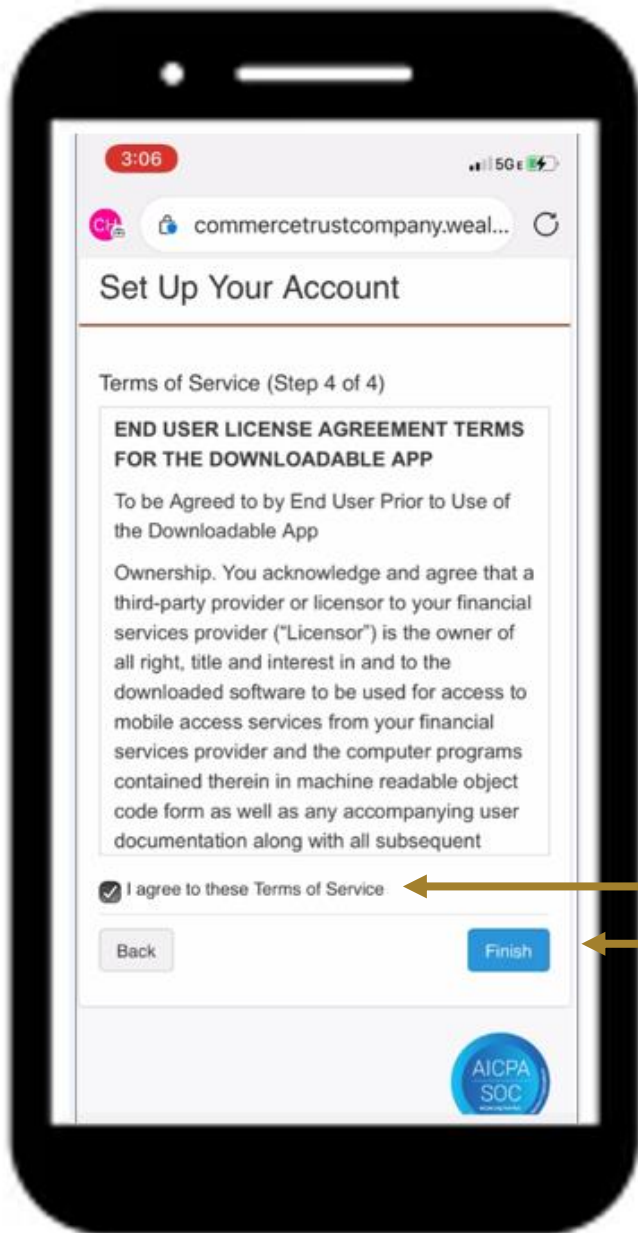 3:06
5G E
CH
commercetrustcompany.weal...
Set Up Your Account
Terms of Service (Step 4 of 4)
END USER LICENSE AGREEMENT TERMS
FOR THE DOWNLOADABLE APP
To be Agreed to by End User Prior to Use of
the Downloadable App
Ownership. You acknowledge and agree that a
third-party provider or licensor to your financial
services provider (“Licensor”) is the owner of
all right, title and interest in and to the
downloaded software to be used for access to
mobile access services from your financial
services provider and the computer programs
contained therein in machine readable object
code form as well as any accompanying user
documentation along with all subsequent
I agree to these Terms of Service
Back
Finish
AICPA
SOC